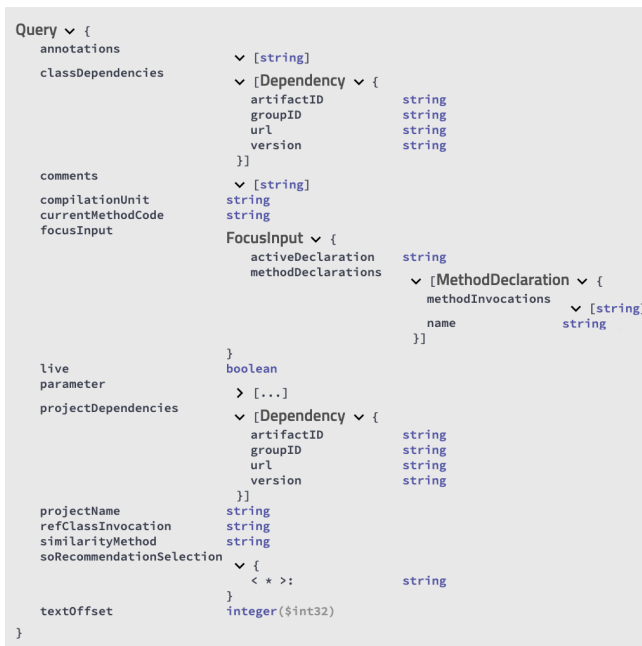 Query {
annotations
[string]
classDependencies
[Dependency {
artifactID string
groupID string
url string
version string
}]
comments
[string]
compilationUnit string
currentMethodCode string
focusInput
FocusInput {
activeDeclaration string
methodDeclarations
[MethodDeclaration {
methodInvocations
[string]
name string
}]
}
live boolean
parameter
[...]
projectDependencies
[Dependency {
artifactID string
groupID string
url string
version string
}]
projectName string
refClassInvocation string
similarityMethod string
soRecommendationSelection
{
< * >: string
}
textOffset integer($int32)
}